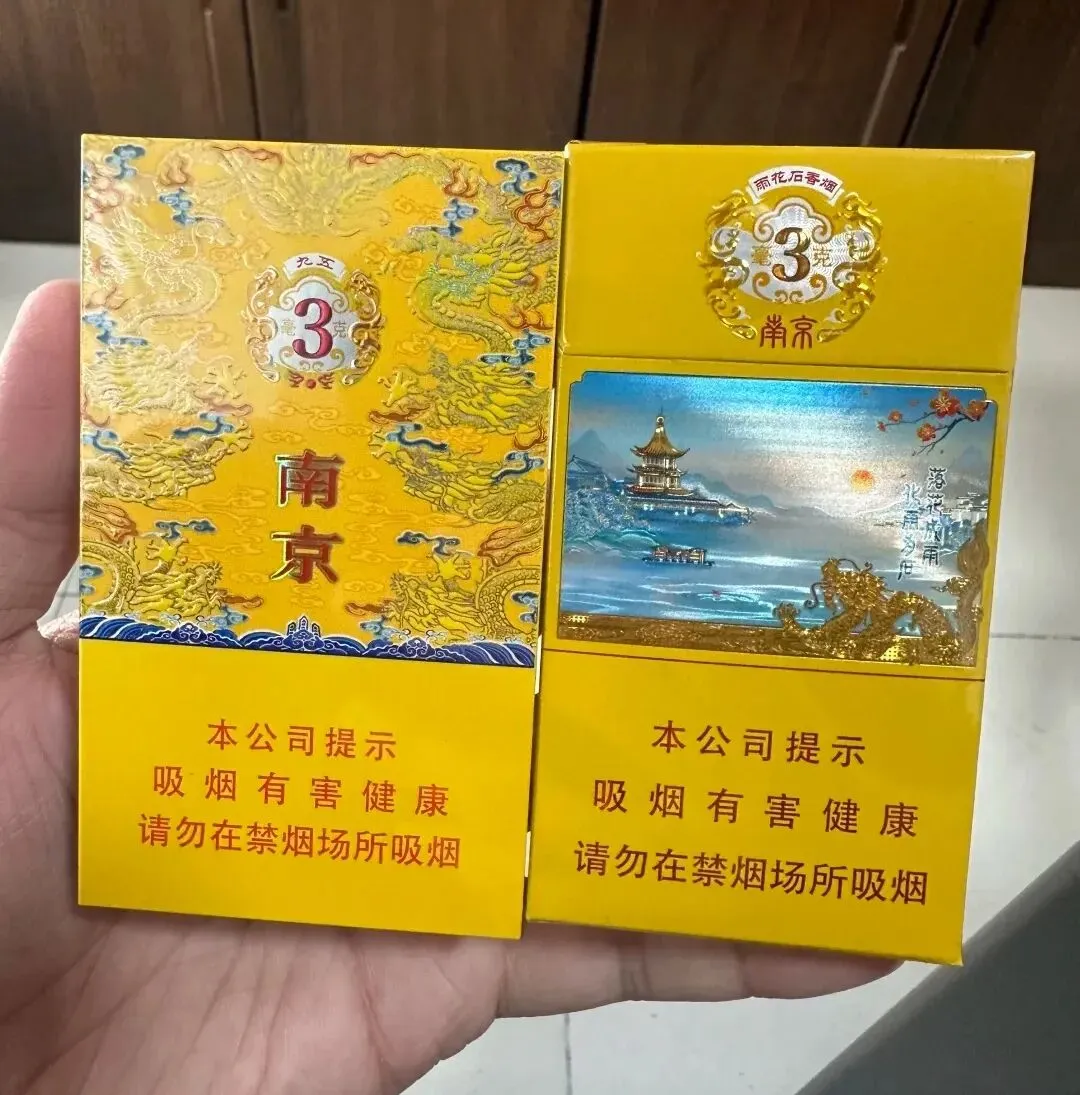 九五
3
毫克
南
京
本公司提示
吸烟有害健康
请勿在禁烟场所吸烟
雨花石香烟
3
毫克
南京
落花成雨
本公司提示
吸烟有害健康
请勿在禁烟场所吸烟